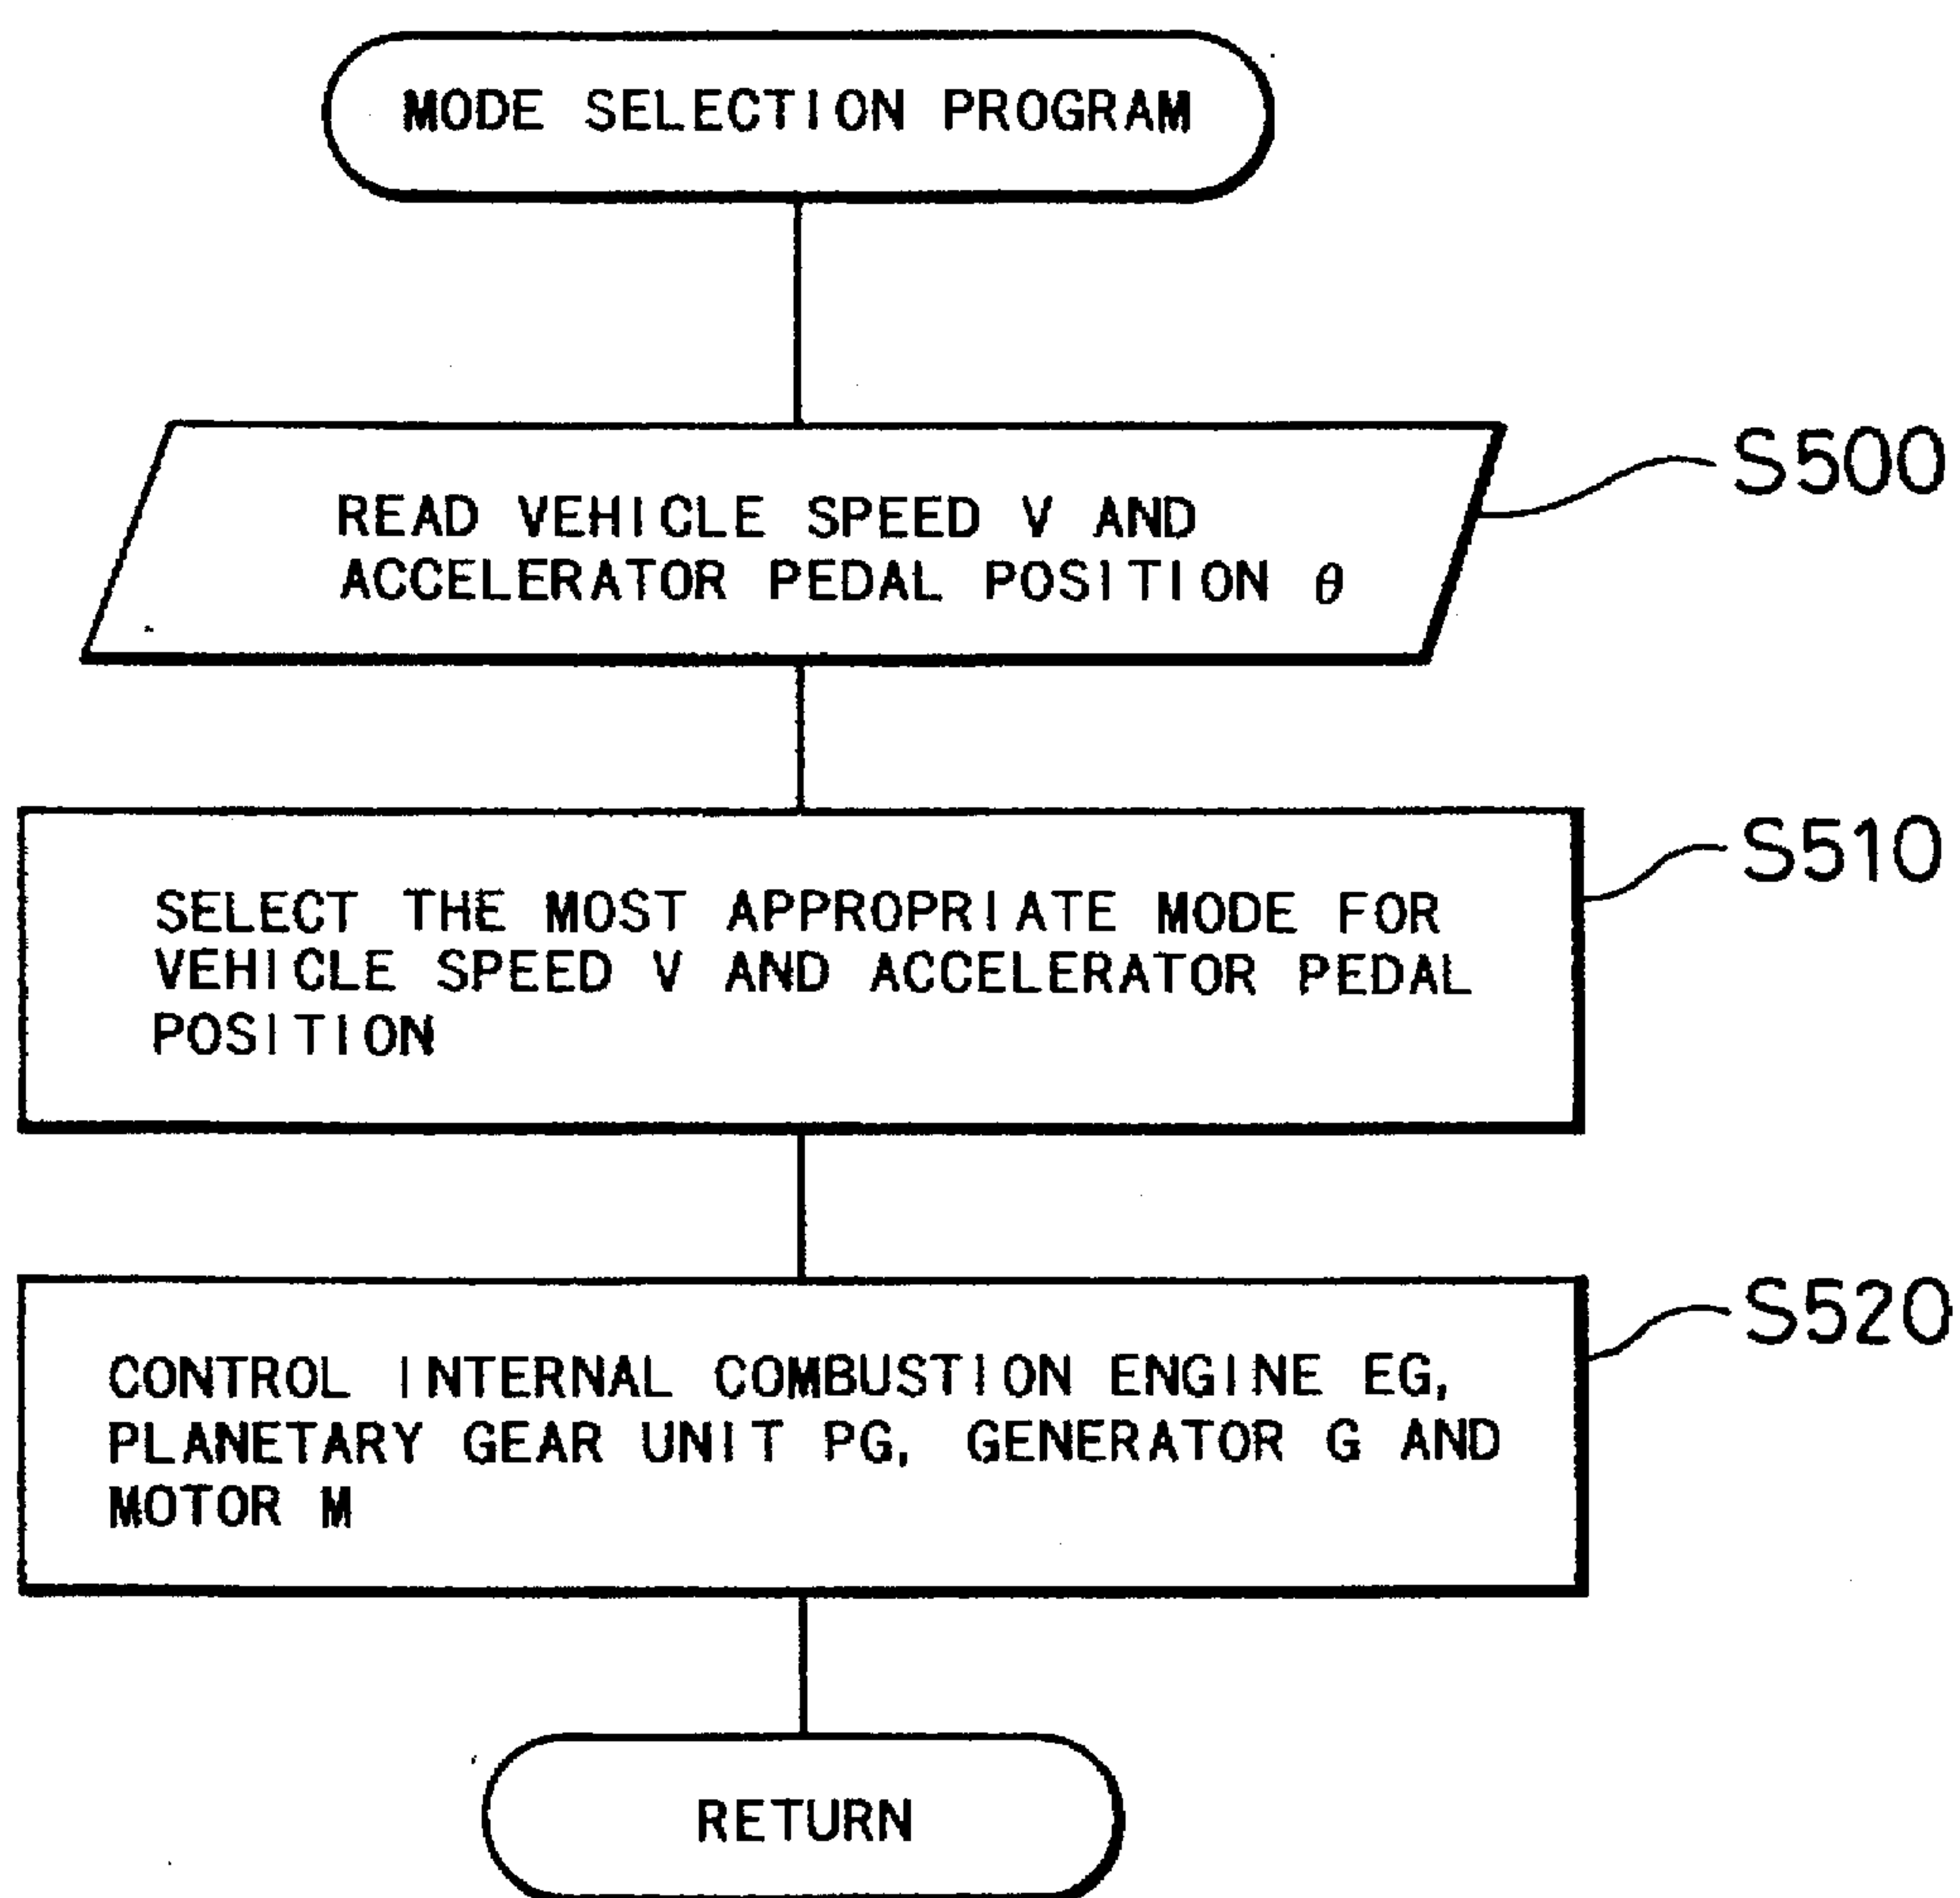 MODE SELECTION PROGRAM
READ VEHICLE SPEED V AND
ACCELERATOR PEDAL POSITION θ
S500
SELECT THE MOST APPROPRIATE MODE FOR
VEHICLE SPEED V AND ACCELERATOR PEDAL
POSITION
S510
CONTROL INTERNAL COMBUSTION ENGINE EG,
PLANETARY GEAR UNIT PG, GENERATOR G AND
MOTOR M
S520
RETURN